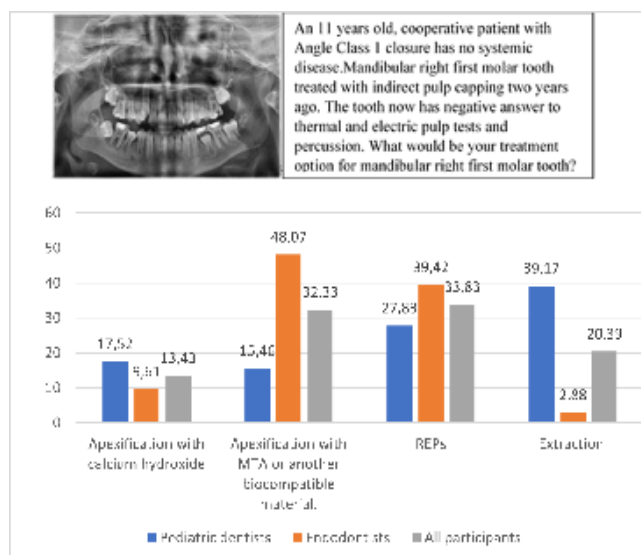 An 11 years old, cooperative patient with
Angle Class 1 closure has no systemic
disease.Mandibular right first molar tooth
treated with indirect pulp capping two years
ago. The tooth now has negative answer to
thermal and electric pulp tests and
percussion. What would be your treatment
option for mandibular right first molar tooth?
60
50
40
30
20
10
0
17,52
9,61
13,43
15,46
48,07
32,33
27,83
39,42
33,83
39,17
2,88
20,39
Apexification with
calcium hydroxide
Apexification with
MTA or another
biocompatible
material.
REPs
Extraction
Pediatric dentists
Endodontists
All participants